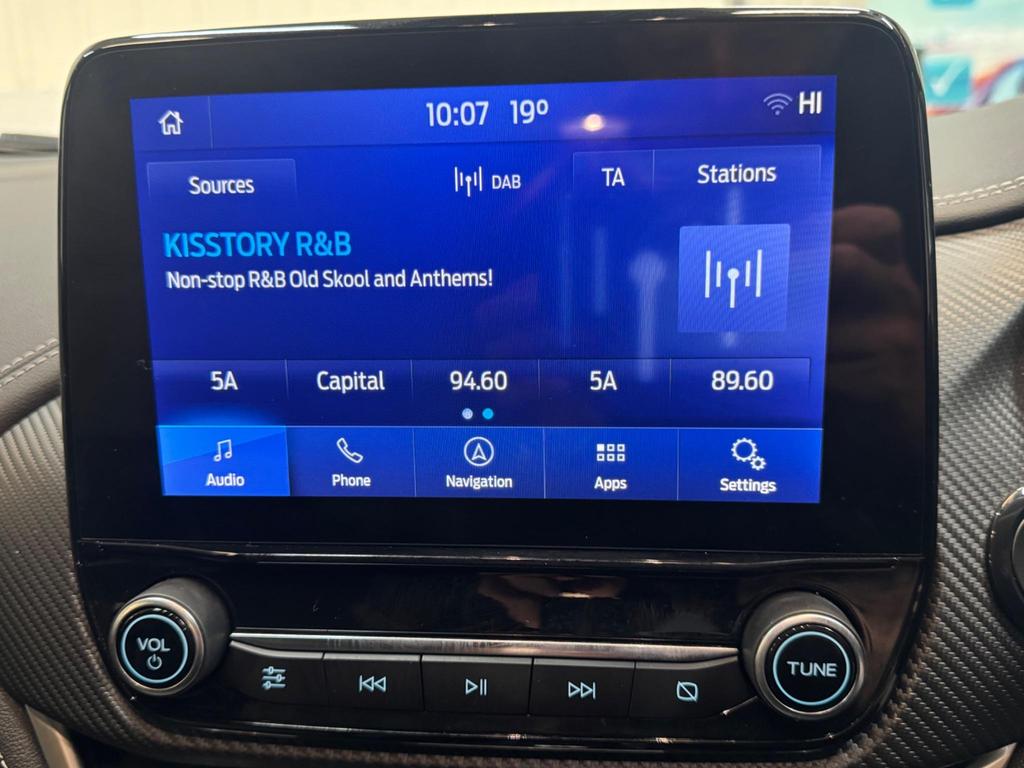 10:07 19° HI
Sources DAB TA Stations
KISSTORY R&B
Non-stop R&B Old Skool and Anthems!
5A Capital 94.60 5A 89.60
Audio Phone Navigation Apps Settings
VOL TUNE